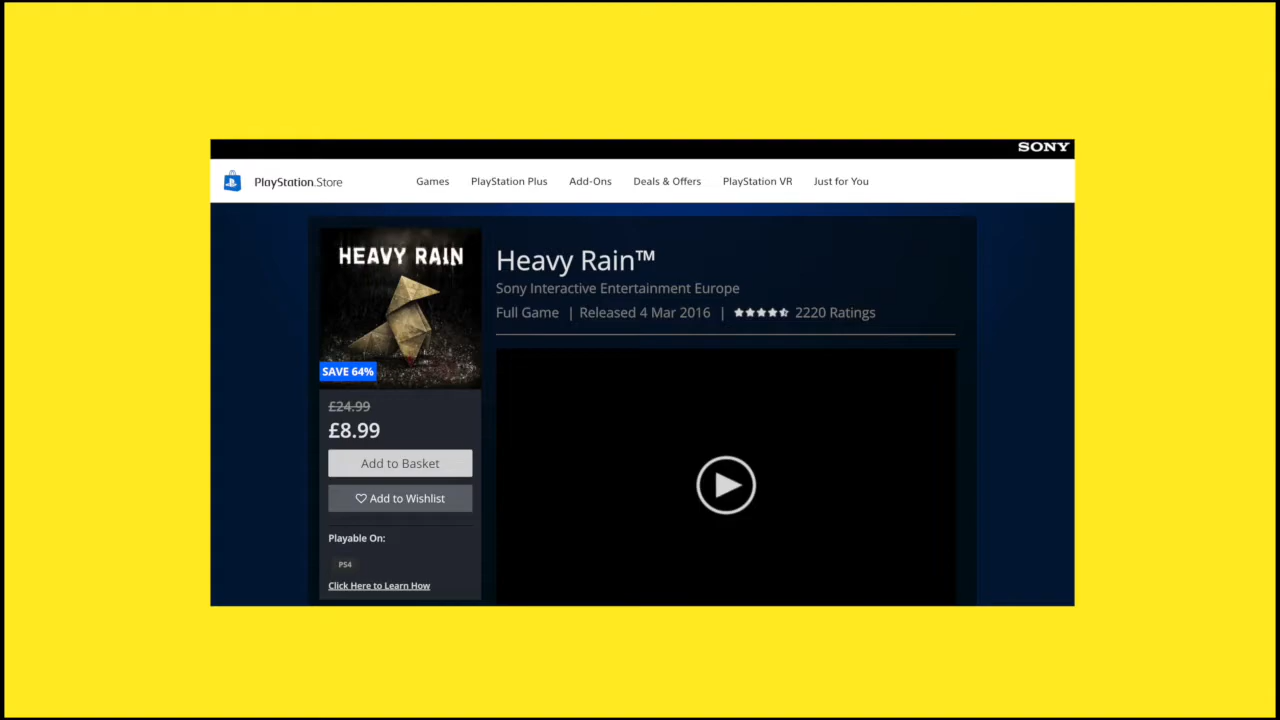 SONY
PlayStation.Store
Games PlayStation Plus Add-Ons Deals & Offers PlayStation VR Just for You
HEAVY RAIN
SAVE 64%
£24.99
£8.99
Add to Basket
Add to Wishlist
Playable On:
PS4
Click Here to Learn How
Heavy Rain™
Sony Interactive Entertainment Europe
Full Game | Released 4 Mar 2016 | 2220 Ratings